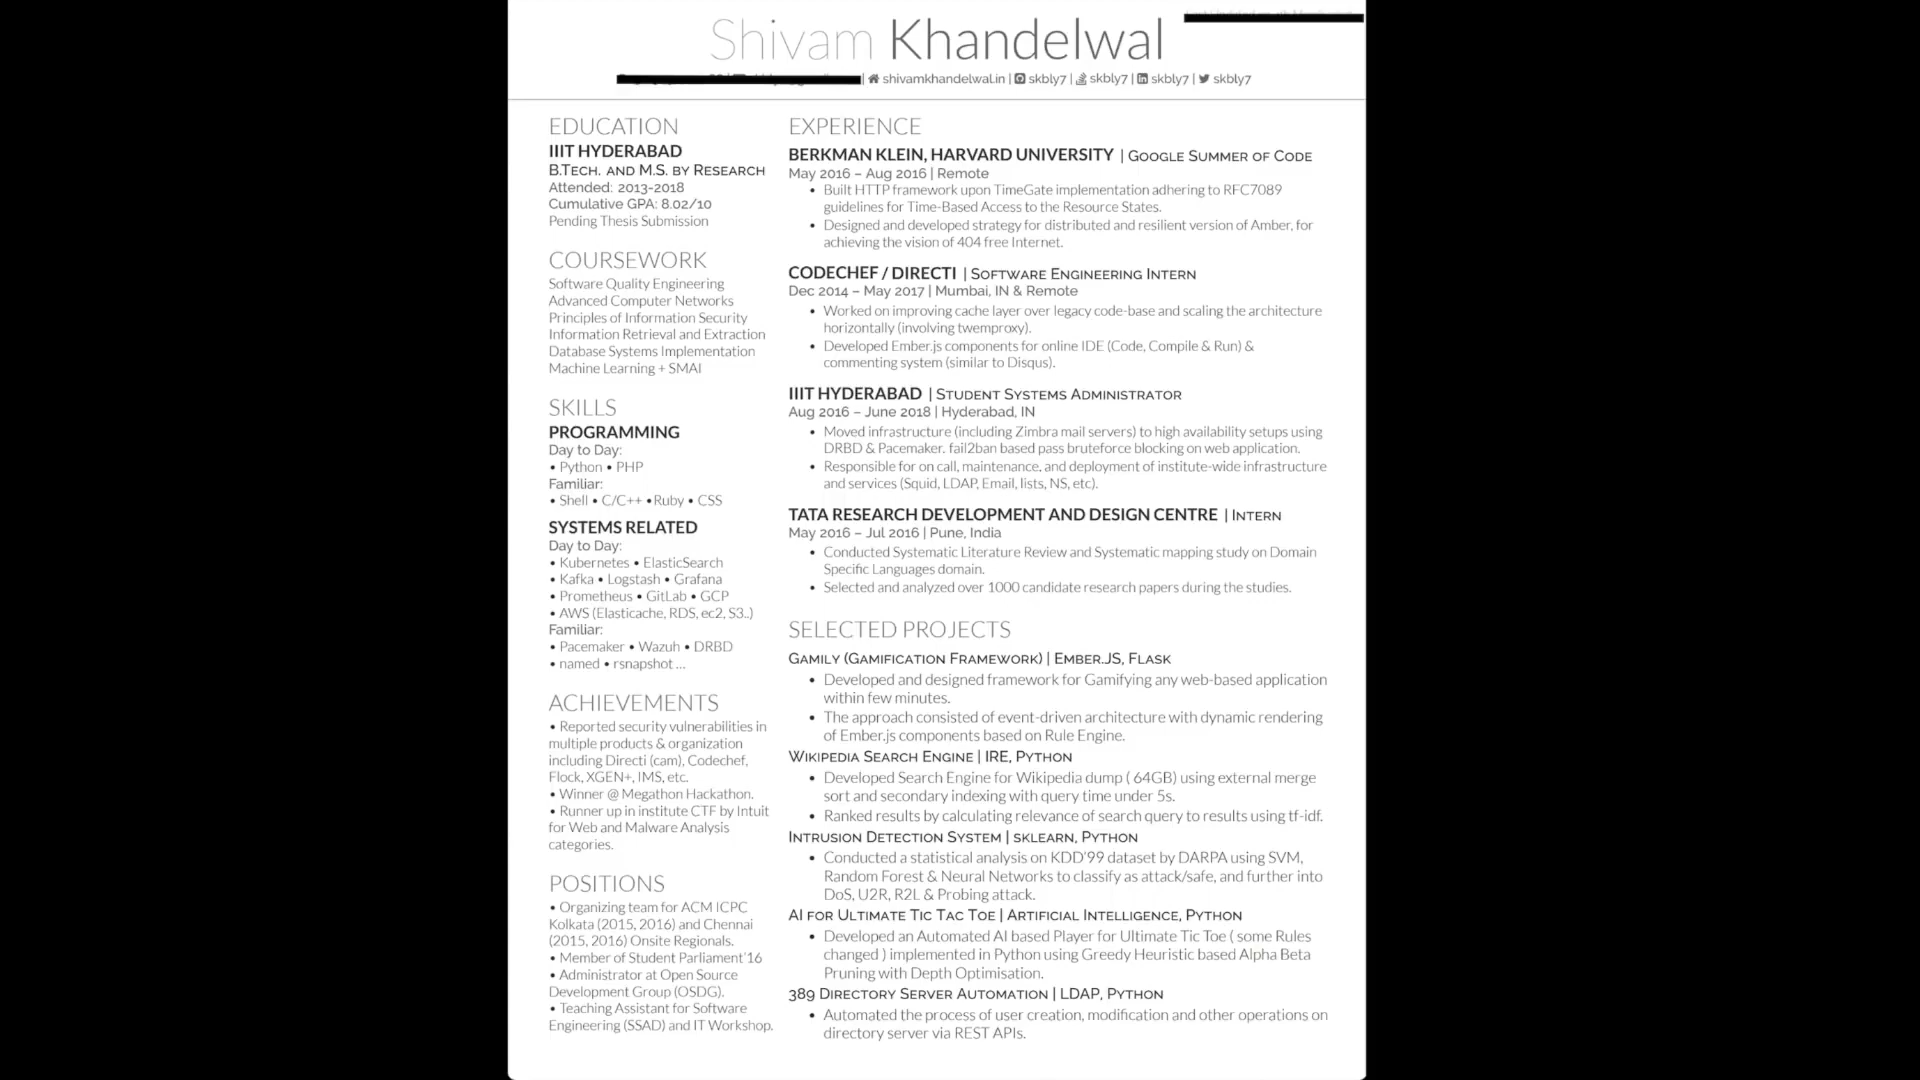 Shivam Khandelwal
| shivamkhandelwal.in | skbly7 | skbly7 | skbly7 | skbly7
EDUCATION
IIIT HYDERABAD
B.Tech. and M.S. by Research
Attended: 2013-2018
Cumulative GPA: 8.02/10
Pending Thesis Submission
COURSEWORK
Software Quality Engineering
Advanced Computer Networks
Principles of Information Security
Information Retrieval and Extraction
Database Systems Implementation
Machine Learning + SMAI
SKILLS
PROGRAMMING
Day to Day:
• Python • PHP
Familiar:
• Shell • C/C++ •Ruby • CSS
SYSTEMS RELATED
Day to Day:
• Kubernetes • ElasticSearch
• Kafka • Logstash • Grafana
• Prometheus • GitLab • GCP
• AWS (Elasticache, RDS, ec2, S3..)
Familiar:
• Pacemaker • Wazuh • DRBD
• named • rsnapshot ...
ACHIEVEMENTS
• Reported security vulnerabilities in
multiple products & organization
including Directi (cam), Codechef,
Flock, XGEN+, IMS, etc.
• Winner @ Megathon Hackathon.
• Runner up in institute CTF by Intuit
for Web and Malware Analysis
categories.
POSITIONS
• Organizing team for ACM ICPC
Kolkata (2015, 2016) and Chennai
(2015, 2016) Onsite Regionals.
• Member of Student Parliament'16
• Administrator at Open Source
Development Group (OSDG).
• Teaching Assistant for Software
Engineering (SSAD) and IT Workshop.
EXPERIENCE
BERKMAN KLEIN, HARVARD UNIVERSITY | Google Summer of Code
May 2016 – Aug 2016 | Remote
• Built HTTP framework upon TimeGate implementation adhering to RFC7089
guidelines for Time-Based Access to the Resource States.
• Designed and developed strategy for distributed and resilient version of Amber, for
achieving the vision of 404 free Internet.
CODECHEF / DIRECTI | Software Engineering Intern
Dec 2014 – May 2017 | Mumbai, IN & Remote
• Worked on improving cache layer over legacy code-base and scaling the architecture
horizontally (involving twemproxy).
• Developed Ember.js components for online IDE (Code, Compile & Run) &
commenting system (similar to Disqus).
IIIT HYDERABAD | Student Systems Administrator
Aug 2016 – June 2018 | Hyderabad, IN
• Moved infrastructure (including Zimbra mail servers) to high availability setups using
DRBD & Pacemaker. fail2ban based pass bruteforce blocking on web application.
• Responsible for on call, maintenance, and deployment of institute-wide infrastructure
and services (Squid, LDAP, Email, lists, NS, etc).
TATA RESEARCH DEVELOPMENT AND DESIGN CENTRE | Intern
May 2016 – Jul 2016 | Pune, India
• Conducted Systematic Literature Review and Systematic mapping study on Domain
Specific Languages domain.
• Selected and analyzed over 1000 candidate research papers during the studies.
SELECTED PROJECTS
Gamily (Gamification Framework) | Ember.JS, Flask
• Developed and designed framework for Gamifying any web-based application
within few minutes.
• The approach consisted of event-driven architecture with dynamic rendering
of Ember.js components based on Rule Engine.
Wikipedia Search Engine | IRE, Python
• Developed Search Engine for Wikipedia dump ( 64GB) using external merge
sort and secondary indexing with query time under 5s.
• Ranked results by calculating relevance of search query to results using tf-idf.
Intrusion Detection System | sklearn, Python
• Conducted a statistical analysis on KDD'99 dataset by DARPA using SVM,
Random Forest & Neural Networks to classify as attack/safe, and further into
DoS, U2R, R2L & Probing attack.
AI for Ultimate Tic Tac Toe | Artificial Intelligence, Python
• Developed an Automated AI based Player for Ultimate Tic Toe ( some Rules
changed ) implemented in Python using Greedy Heuristic based Alpha Beta
Pruning with Depth Optimisation.
389 Directory Server Automation | LDAP, Python
• Automated the process of user creation, modification and other operations on
directory server via REST APIs.